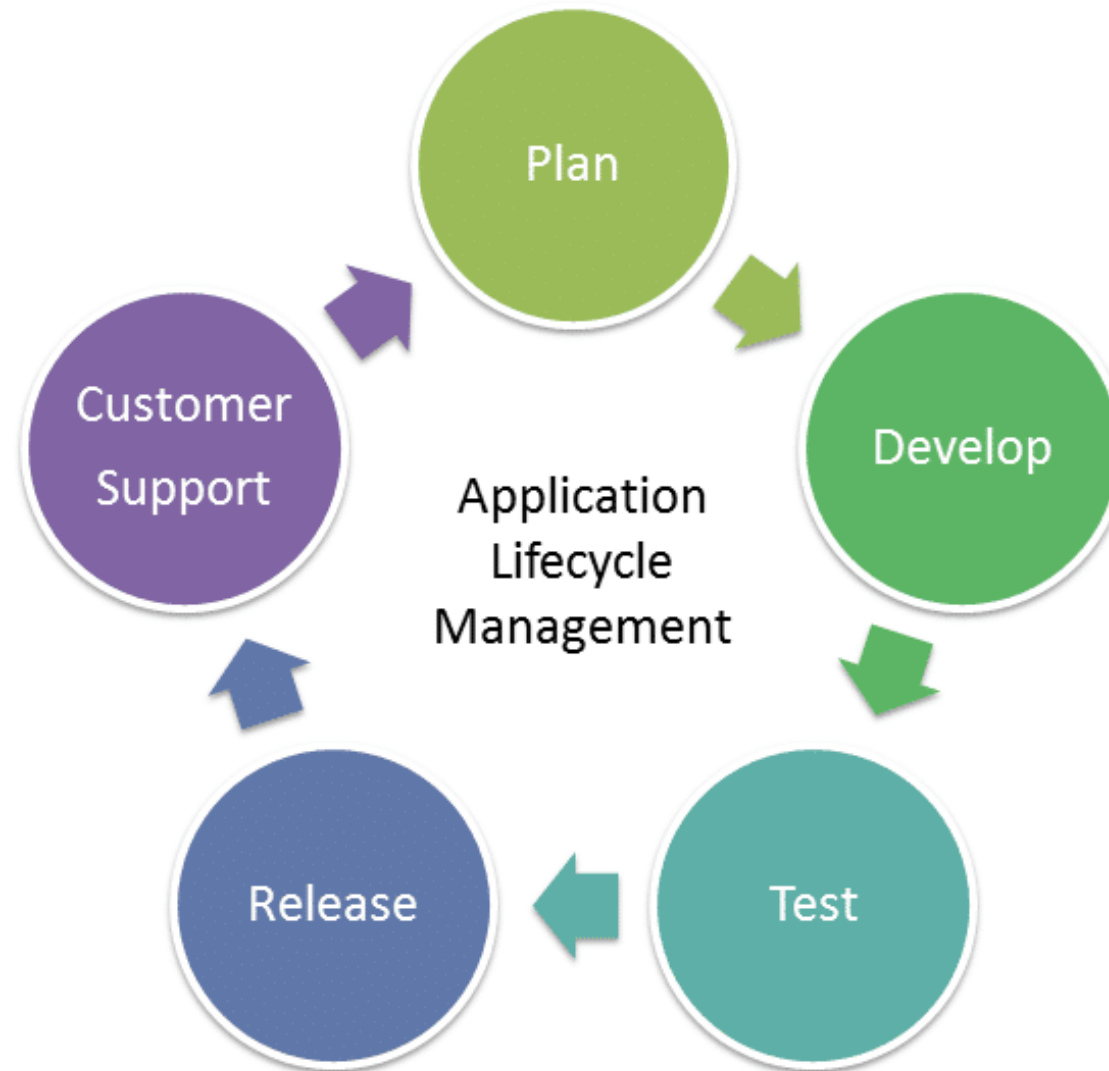 Plan
Develop
Test
Release
Customer
Support
Application
Lifecycle
Management